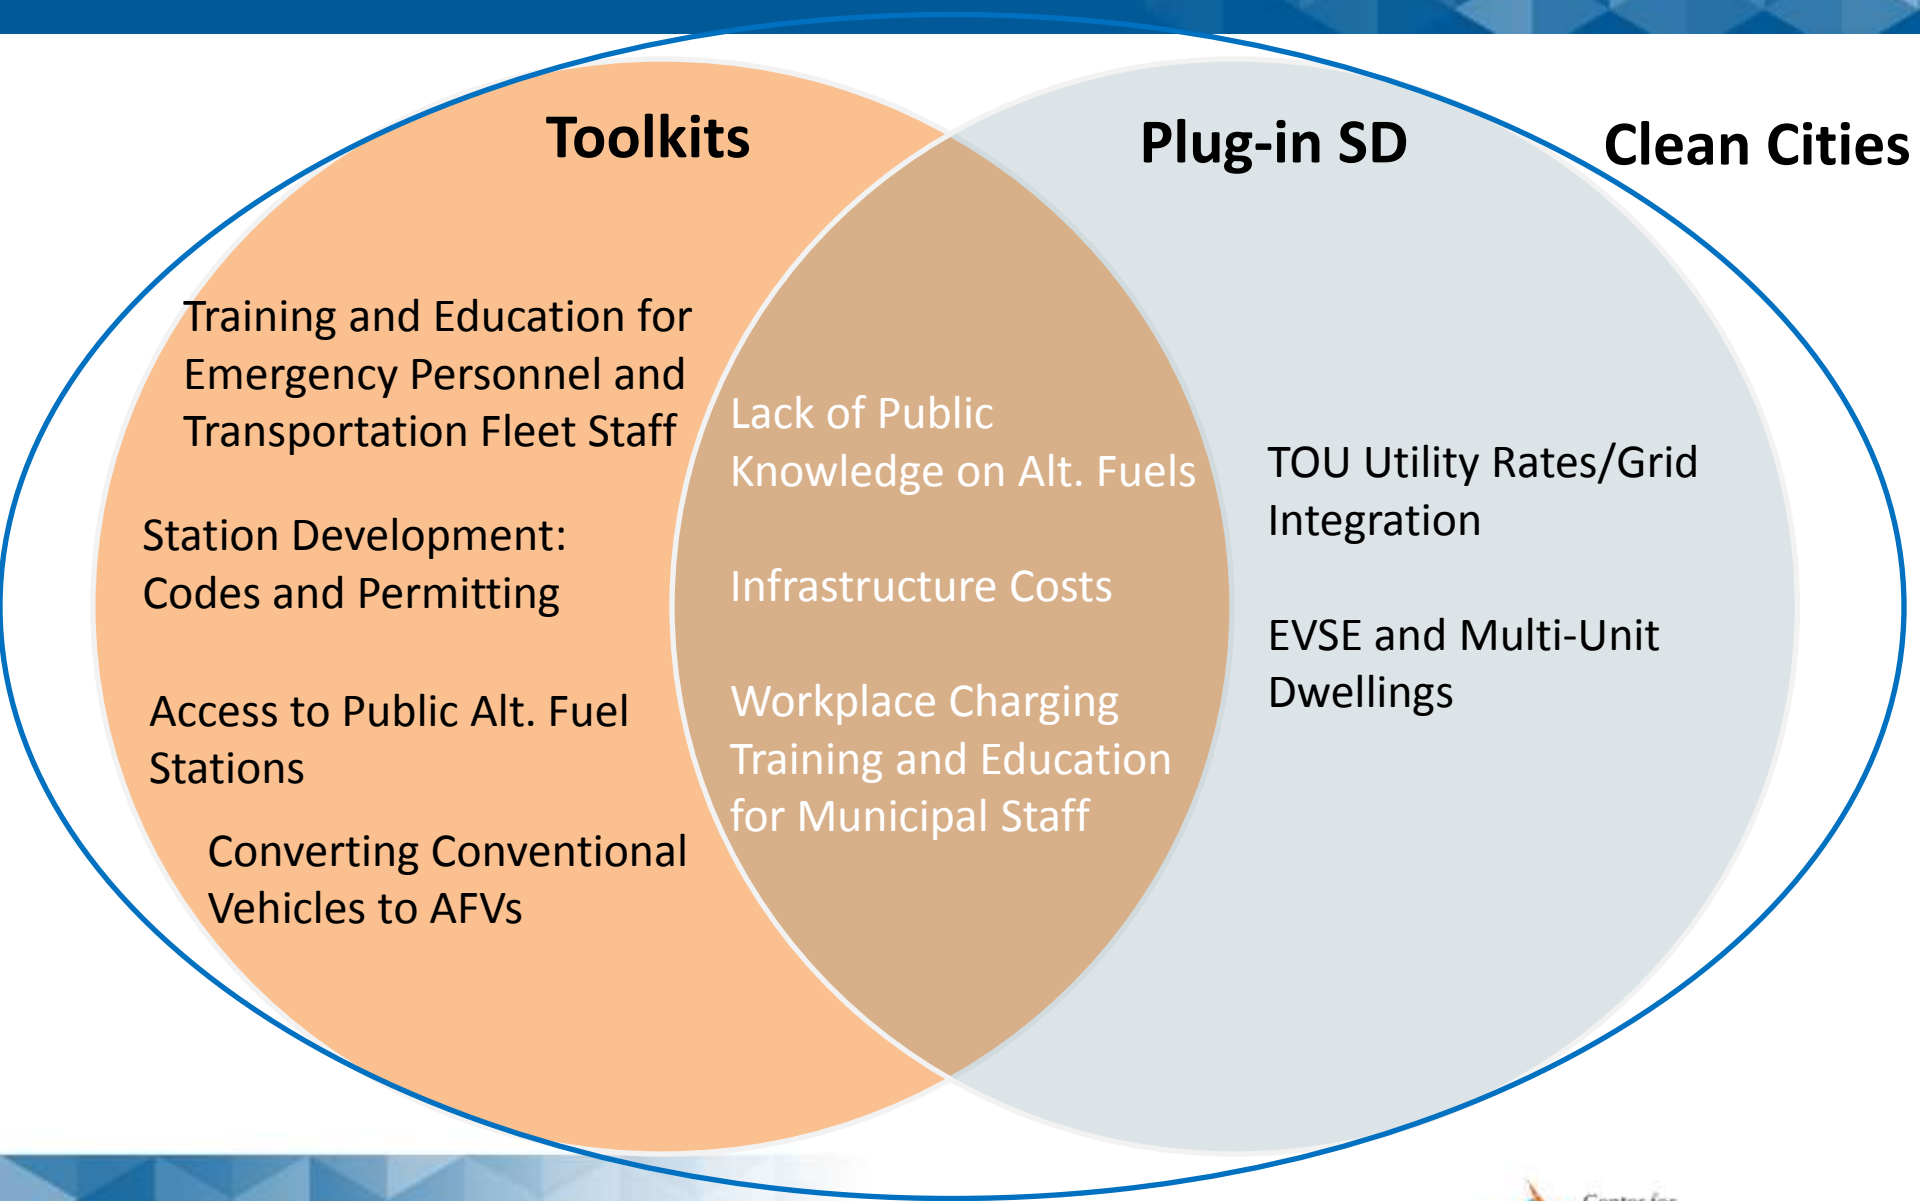 Toolkits
Plug-in SD
Clean Cities
Training and Education for
Emergency Personnel and
Transportation Fleet Staff
Station Development:
Codes and Permitting
Access to Public Alt. Fuel
Stations
Converting Conventional
Vehicles to AFVs
Lack of Public
Knowledge on Alt. Fuels
Infrastructure Costs
Workplace Charging
Training and Education
for Municipal Staff
TOU Utility Rates/Grid
Integration
EVSE and Multi-Unit
Dwellings
Center for